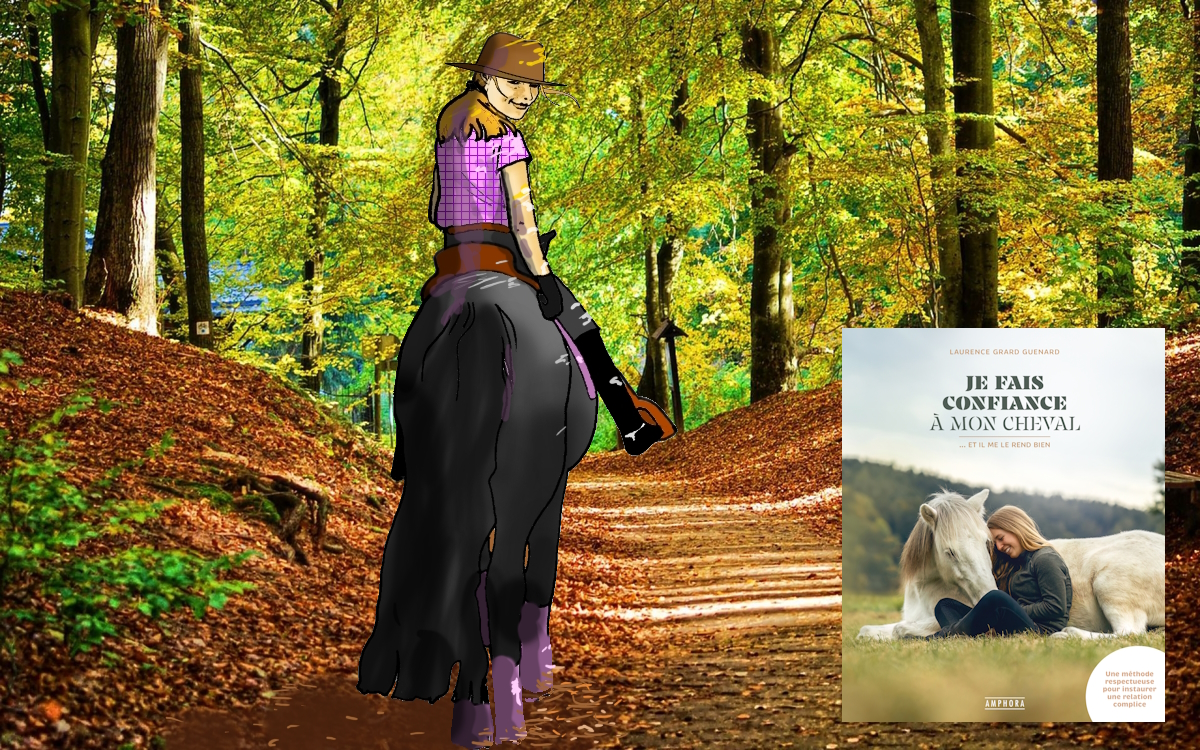 LAURENCE GRARD GUENARD
JE FAIS
CONFIANCE
À MON CHEVAL
... ET IL ME LE REND BIEN
Une méthode
respectueuse
pour instaurer
une relation
complice
AMPHORA